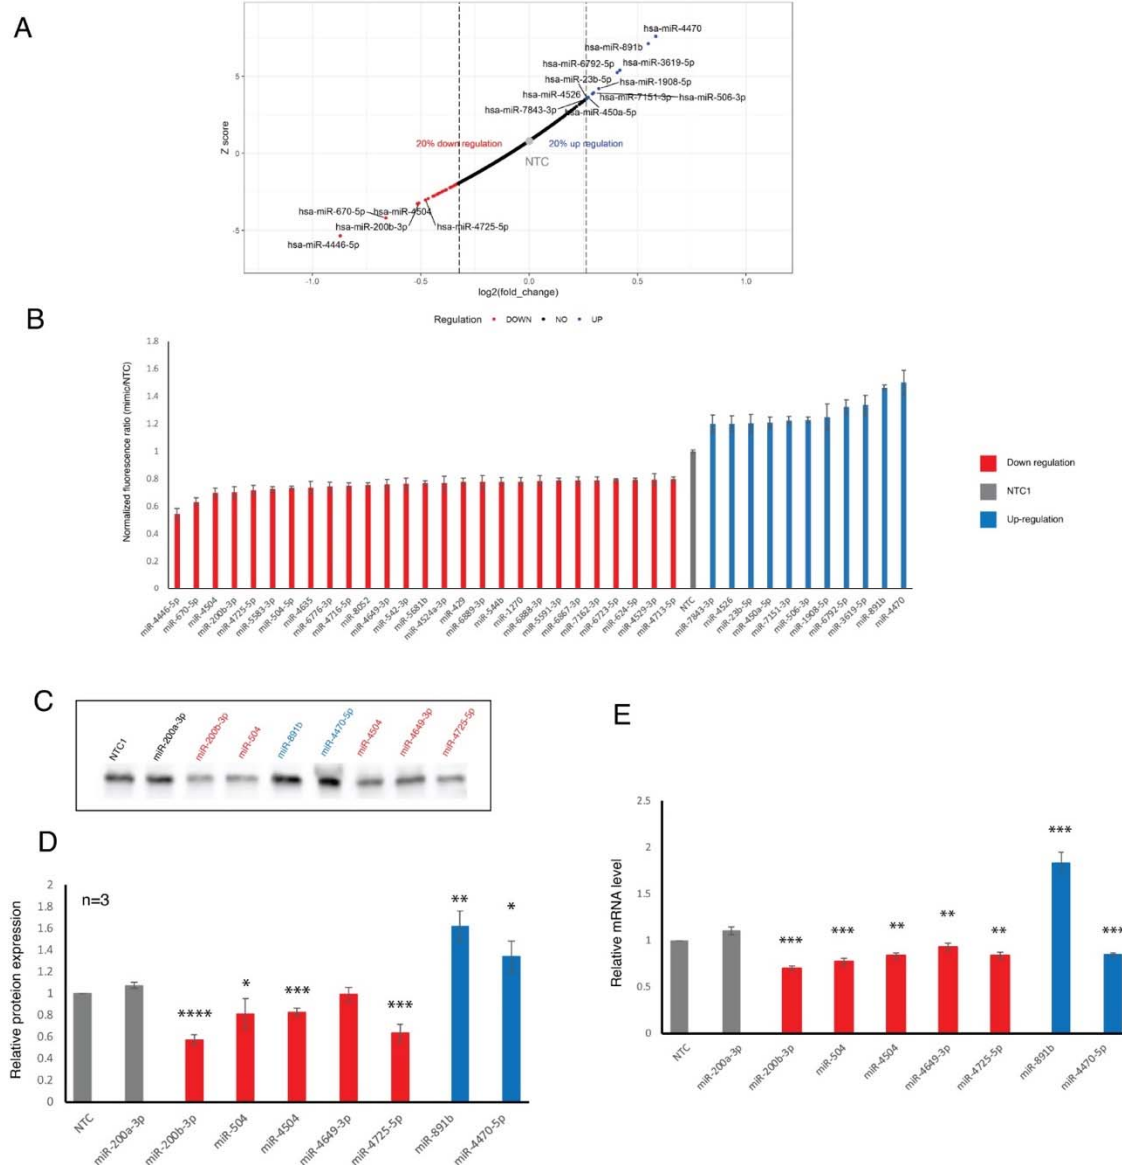 A
hsa-miR-4470
hsa-miR-891b
hsa-miR-6792-5p
hsa-miR-3619-5p
hsa-miR-23b-5p
hsa-miR-1908-5p
hsa-miR-4526
hsa-miR-7151-3p
hsa-miR-506-3p
hsa-miR-7843-3p
hsa-miR-450a-5p
5
0
-5
Z score
20% down regulation
20% up regulation
NTC
hsa-miR-670-5p
hsa-miR-4504
hsa-miR-200b-3p
hsa-miR-4725-5p
hsa-miR-4446-5p
-1.0
-0.5
0.0
0.5
1.0
log2(fold_change)
Regulation
DOWN
NO
UP
B
Normalized fluorescence ratio (mimic/NTC)
1.8
1.6
1.4
1.2
1
0.8
0.6
0.4
0.2
0
miR-4446-5p
miR-670-5p
miR-4504
miR-200b-3p
miR-4725-5p
miR-5583-3p
miR-504-5p
miR-4635
miR-6776-3p
miR-4716-5p
miR-8052
miR-4649-3p
miR-542-3p
miR-5681b
miR-4524a-3p
miR-429
miR-6889-3p
miR-544b
miR-1270
miR-6888-3p
miR-5591-3p
miR-6867-3p
miR-7162-3p
miR-6723-5p
miR-624-5p
miR-4529-3p
miR-4713-5p
NTC
miR-7843-3p
miR-4526
miR-23b-5p
miR-450a-5p
miR-7151-3p
miR-506-3p
miR-1908-5p
miR-6792-5p
miR-3619-5p
miR-891b
miR-4470
Down regulation
NTC1
Up-regulation
C
NTC1
miR-200a-3p
miR-200b-3p
miR-504
miR-891b
miR-4470-5p
miR-4504
miR-4649-3p
miR-4725-5p
D
n=3
Relative proteion expression
2
1.8
1.6
1.4
1.2
1
0.8
0.6
0.4
0.2
0
****
*
***
***
**
*
NTC
miR-200a-3p
miR-200b-3p
miR-504
miR-4504
miR-4649-3p
miR-4725-5p
miR-891b
miR-4470-5p
E
Relative mRNA level
2.5
2
1.5
1
0.5
0
***
***
**
**
**
***
***
NTC
miR-200a-3p
miR-200b-3p
miR-504
miR-4504
miR-4649-3p
miR-4725-5p
miR-891b
miR-4470-5p